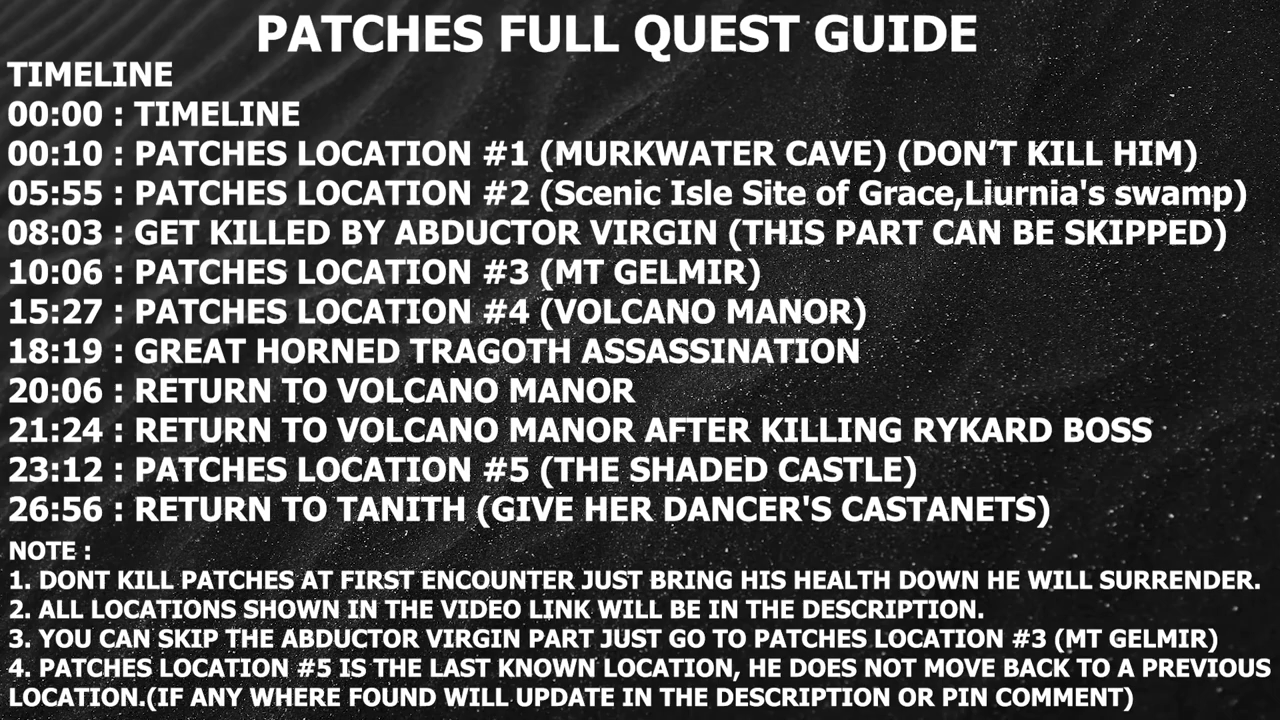 PATCHES FULL QUEST GUIDE
TIMELINE
00:00 : TIMELINE
00:10 : PATCHES LOCATION #1 (MURKWATER CAVE) (DON’T KILL HIM)
05:55 : PATCHES LOCATION #2 (Scenic Isle Site of Grace,Liurnia's swamp)
08:03 : GET KILLED BY ABDUCTOR VIRGIN (THIS PART CAN BE SKIPPED)
10:06 : PATCHES LOCATION #3 (MT GELMIR)
15:27 : PATCHES LOCATION #4 (VOLCANO MANOR)
18:19 : GREAT HORNED TRAGOTH ASSASSINATION
20:06 : RETURN TO VOLCANO MANOR
21:24 : RETURN TO VOLCANO MANOR AFTER KILLING RYKARD BOSS
23:12 : PATCHES LOCATION #5 (THE SHADED CASTLE)
26:56 : RETURN TO TANITH (GIVE HER DANCER'S CASTANETS)
NOTE :
1. DONT KILL PATCHES AT FIRST ENCOUNTER JUST BRING HIS HEALTH DOWN HE WILL SURRENDER.
2. ALL LOCATIONS SHOWN IN THE VIDEO LINK WILL BE IN THE DESCRIPTION.
3. YOU CAN SKIP THE ABDUCTOR VIRGIN PART JUST GO TO PATCHES LOCATION #3 (MT GELMIR)
4. PATCHES LOCATION #5 IS THE LAST KNOWN LOCATION, HE DOES NOT MOVE BACK TO A PREVIOUS
LOCATION.(IF ANY WHERE FOUND WILL UPDATE IN THE DESCRIPTION OR PIN COMMENT)